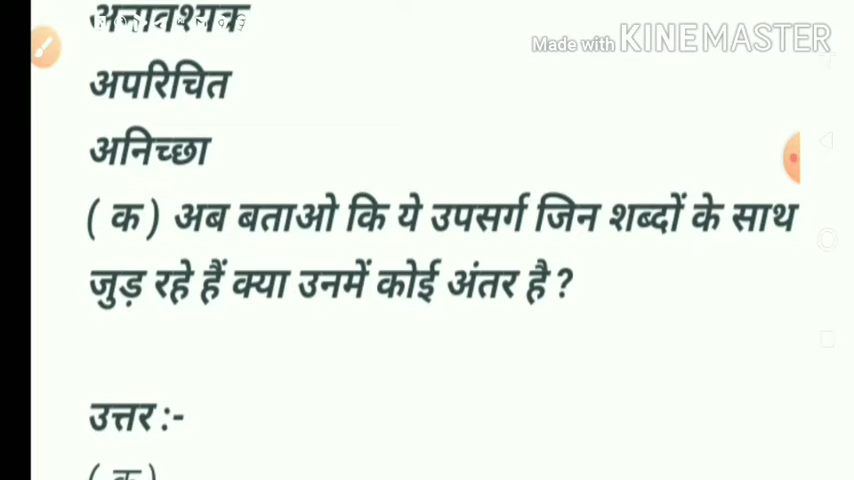 Made with KINEMASTER
अपरिचित
अनिच्छा
( क ) अब बताओ कि ये उपसर्ग जिन शब्दों के साथ
जुड़ रहे हैं क्या उनमें कोई अंतर है ?
उत्तर :-
( क )